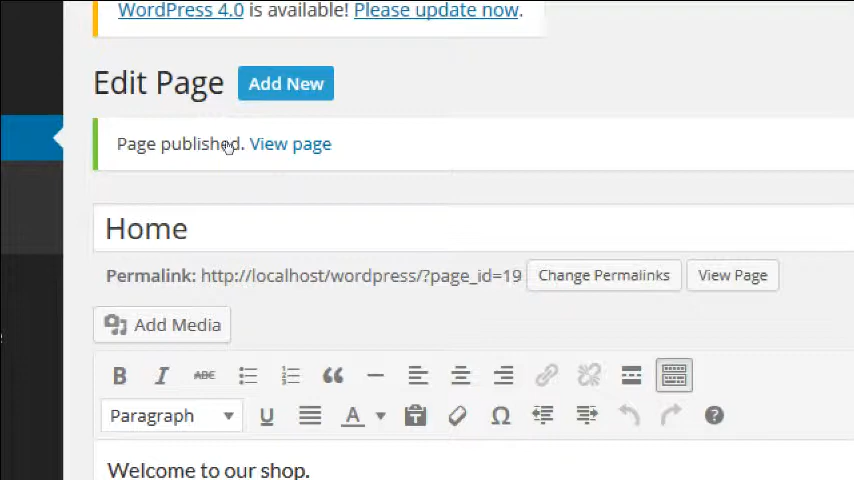 WordPress 4.0 is available! Please update now.
Edit Page Add New
Page published. View page
Home
Permalink: http://localhost/wordpress/?page_id=19 Change Permalinks View Page
Add Media
B I ABC
Paragraph U A T Ω ?
Welcome to our shop.